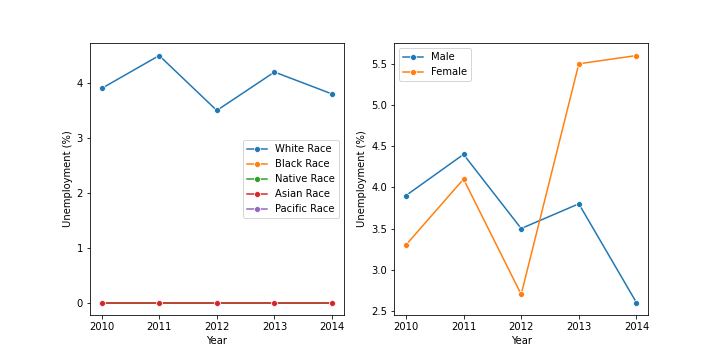 4
3
2
1
0
Unemployment (%)
White Race
Black Race
Native Race
Asian Race
Pacific Race
2010 2011 2012 2013 2014
Year
5.5
5.0
4.5
4.0
3.5
3.0
2.5
Unemployment (%)
Male
Female
2010 2011 2012 2013 2014
Year